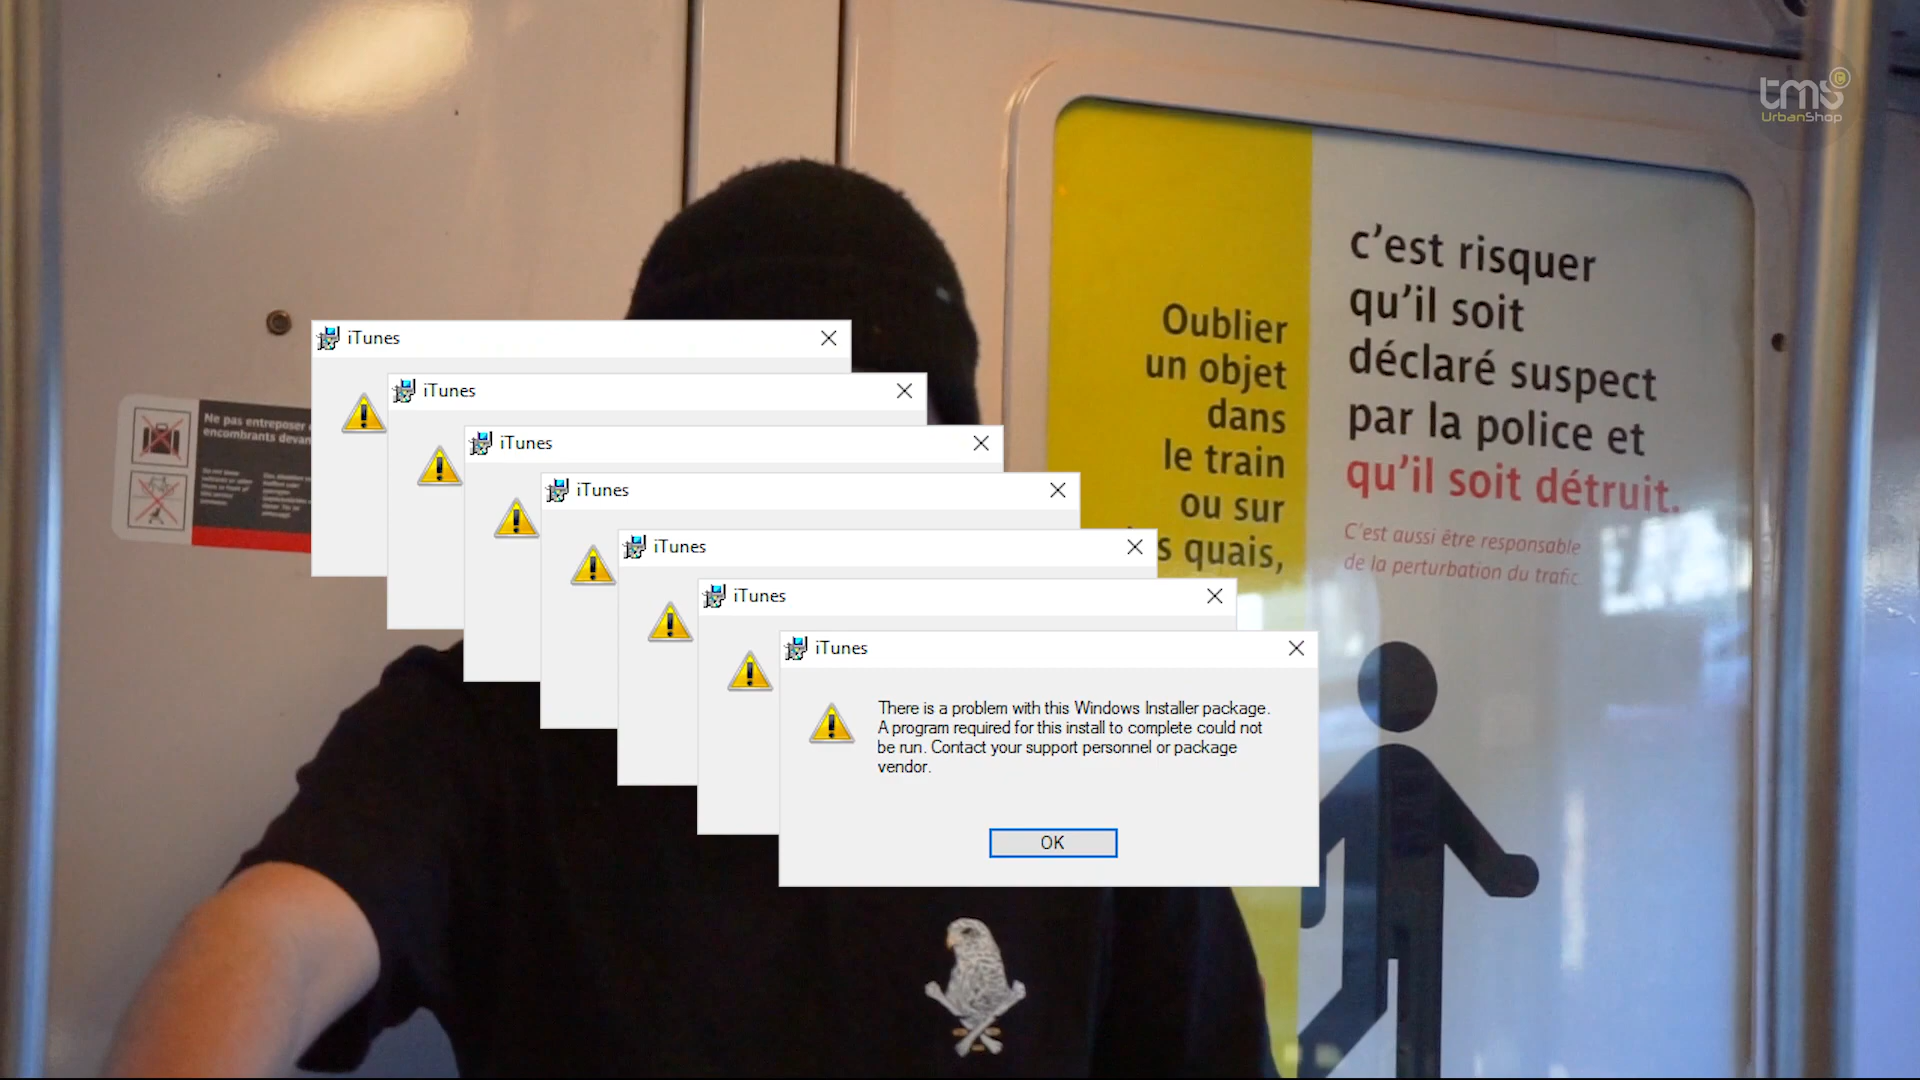 tms
UrbanShop
c'est risquer
qu'il soit
déclaré suspect
par la police et
qu'il soit détruit.
C'est aussi être responsable
de la perturbation du trafic.
Oublier
un objet
dans
le train
ou sur
s quais,
Ne pas entreposer
encombrants devan
iTunes
iTunes
iTunes
iTunes
iTunes
iTunes
iTunes
There is a problem with this Windows Installer package.
A program required for this install to complete could not
be run. Contact your support personnel or package
vendor.
OK